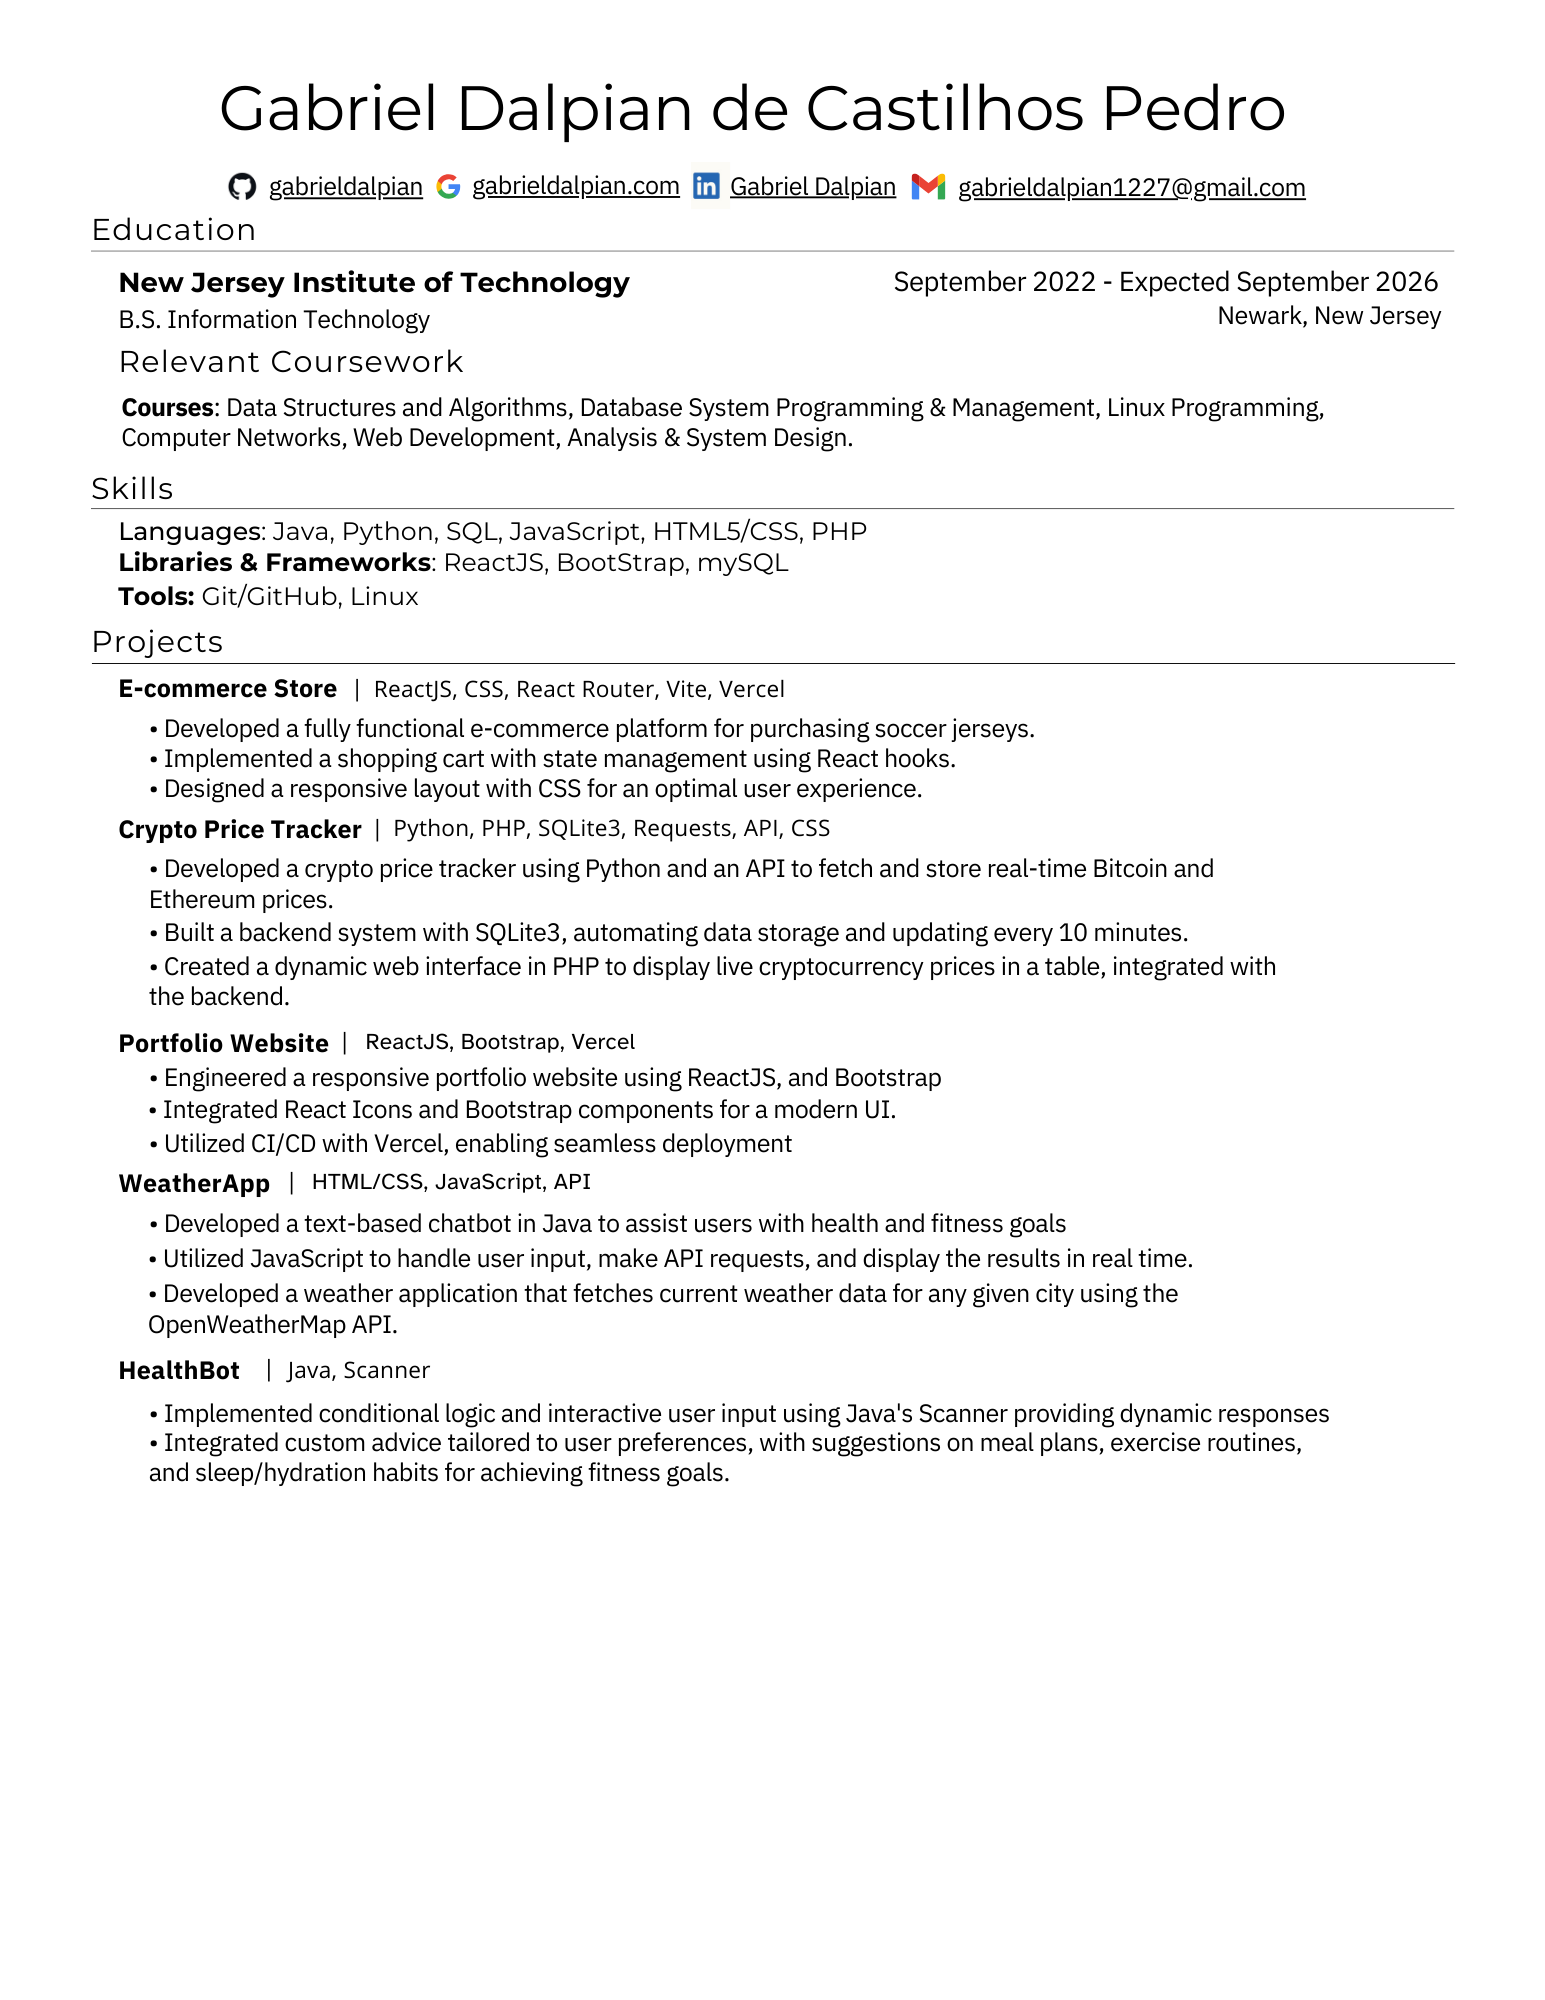 Gabriel Dalpian de Castilhos Pedro
gabrieldalpian gabrieldalpian.com Gabriel Dalpian gabrieldalpian1227@gmail.com
Education
New Jersey Institute of Technology September 2022 - Expected September 2026
B.S. Information Technology Newark, New Jersey
Relevant Coursework
Courses: Data Structures and Algorithms, Database System Programming & Management, Linux Programming,
Computer Networks, Web Development, Analysis & System Design.
Skills
Languages: Java, Python, SQL, JavaScript, HTML5/CSS, PHP
Libraries & Frameworks: ReactJS, BootStrap, mySQL
Tools: Git/GitHub, Linux
Projects
E-commerce Store | ReactJS, CSS, React Router, Vite, Vercel
• Developed a fully functional e-commerce platform for purchasing soccer jerseys.
• Implemented a shopping cart with state management using React hooks.
• Designed a responsive layout with CSS for an optimal user experience.
Crypto Price Tracker | Python, PHP, SQLite3, Requests, API, CSS
• Developed a crypto price tracker using Python and an API to fetch and store real-time Bitcoin and
Ethereum prices.
• Built a backend system with SQLite3, automating data storage and updating every 10 minutes.
• Created a dynamic web interface in PHP to display live cryptocurrency prices in a table, integrated with
the backend.
Portfolio Website | ReactJS, Bootstrap, Vercel
• Engineered a responsive portfolio website using ReactJS, and Bootstrap
• Integrated React Icons and Bootstrap components for a modern UI.
• Utilized CI/CD with Vercel, enabling seamless deployment
WeatherApp | HTML/CSS, JavaScript, API
• Developed a text-based chatbot in Java to assist users with health and fitness goals
• Utilized JavaScript to handle user input, make API requests, and display the results in real time.
• Developed a weather application that fetches current weather data for any given city using the
OpenWeatherMap API.
HealthBot | Java, Scanner
• Implemented conditional logic and interactive user input using Java's Scanner providing dynamic responses
• Integrated custom advice tailored to user preferences, with suggestions on meal plans, exercise routines,
and sleep/hydration habits for achieving fitness goals.